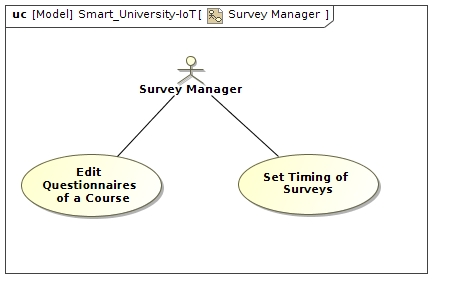 uc [Model] Smart_University-IoT[ Survey Manager ]
Survey Manager
Edit
Questionnaires
of a Course
Set Timing of
Surveys